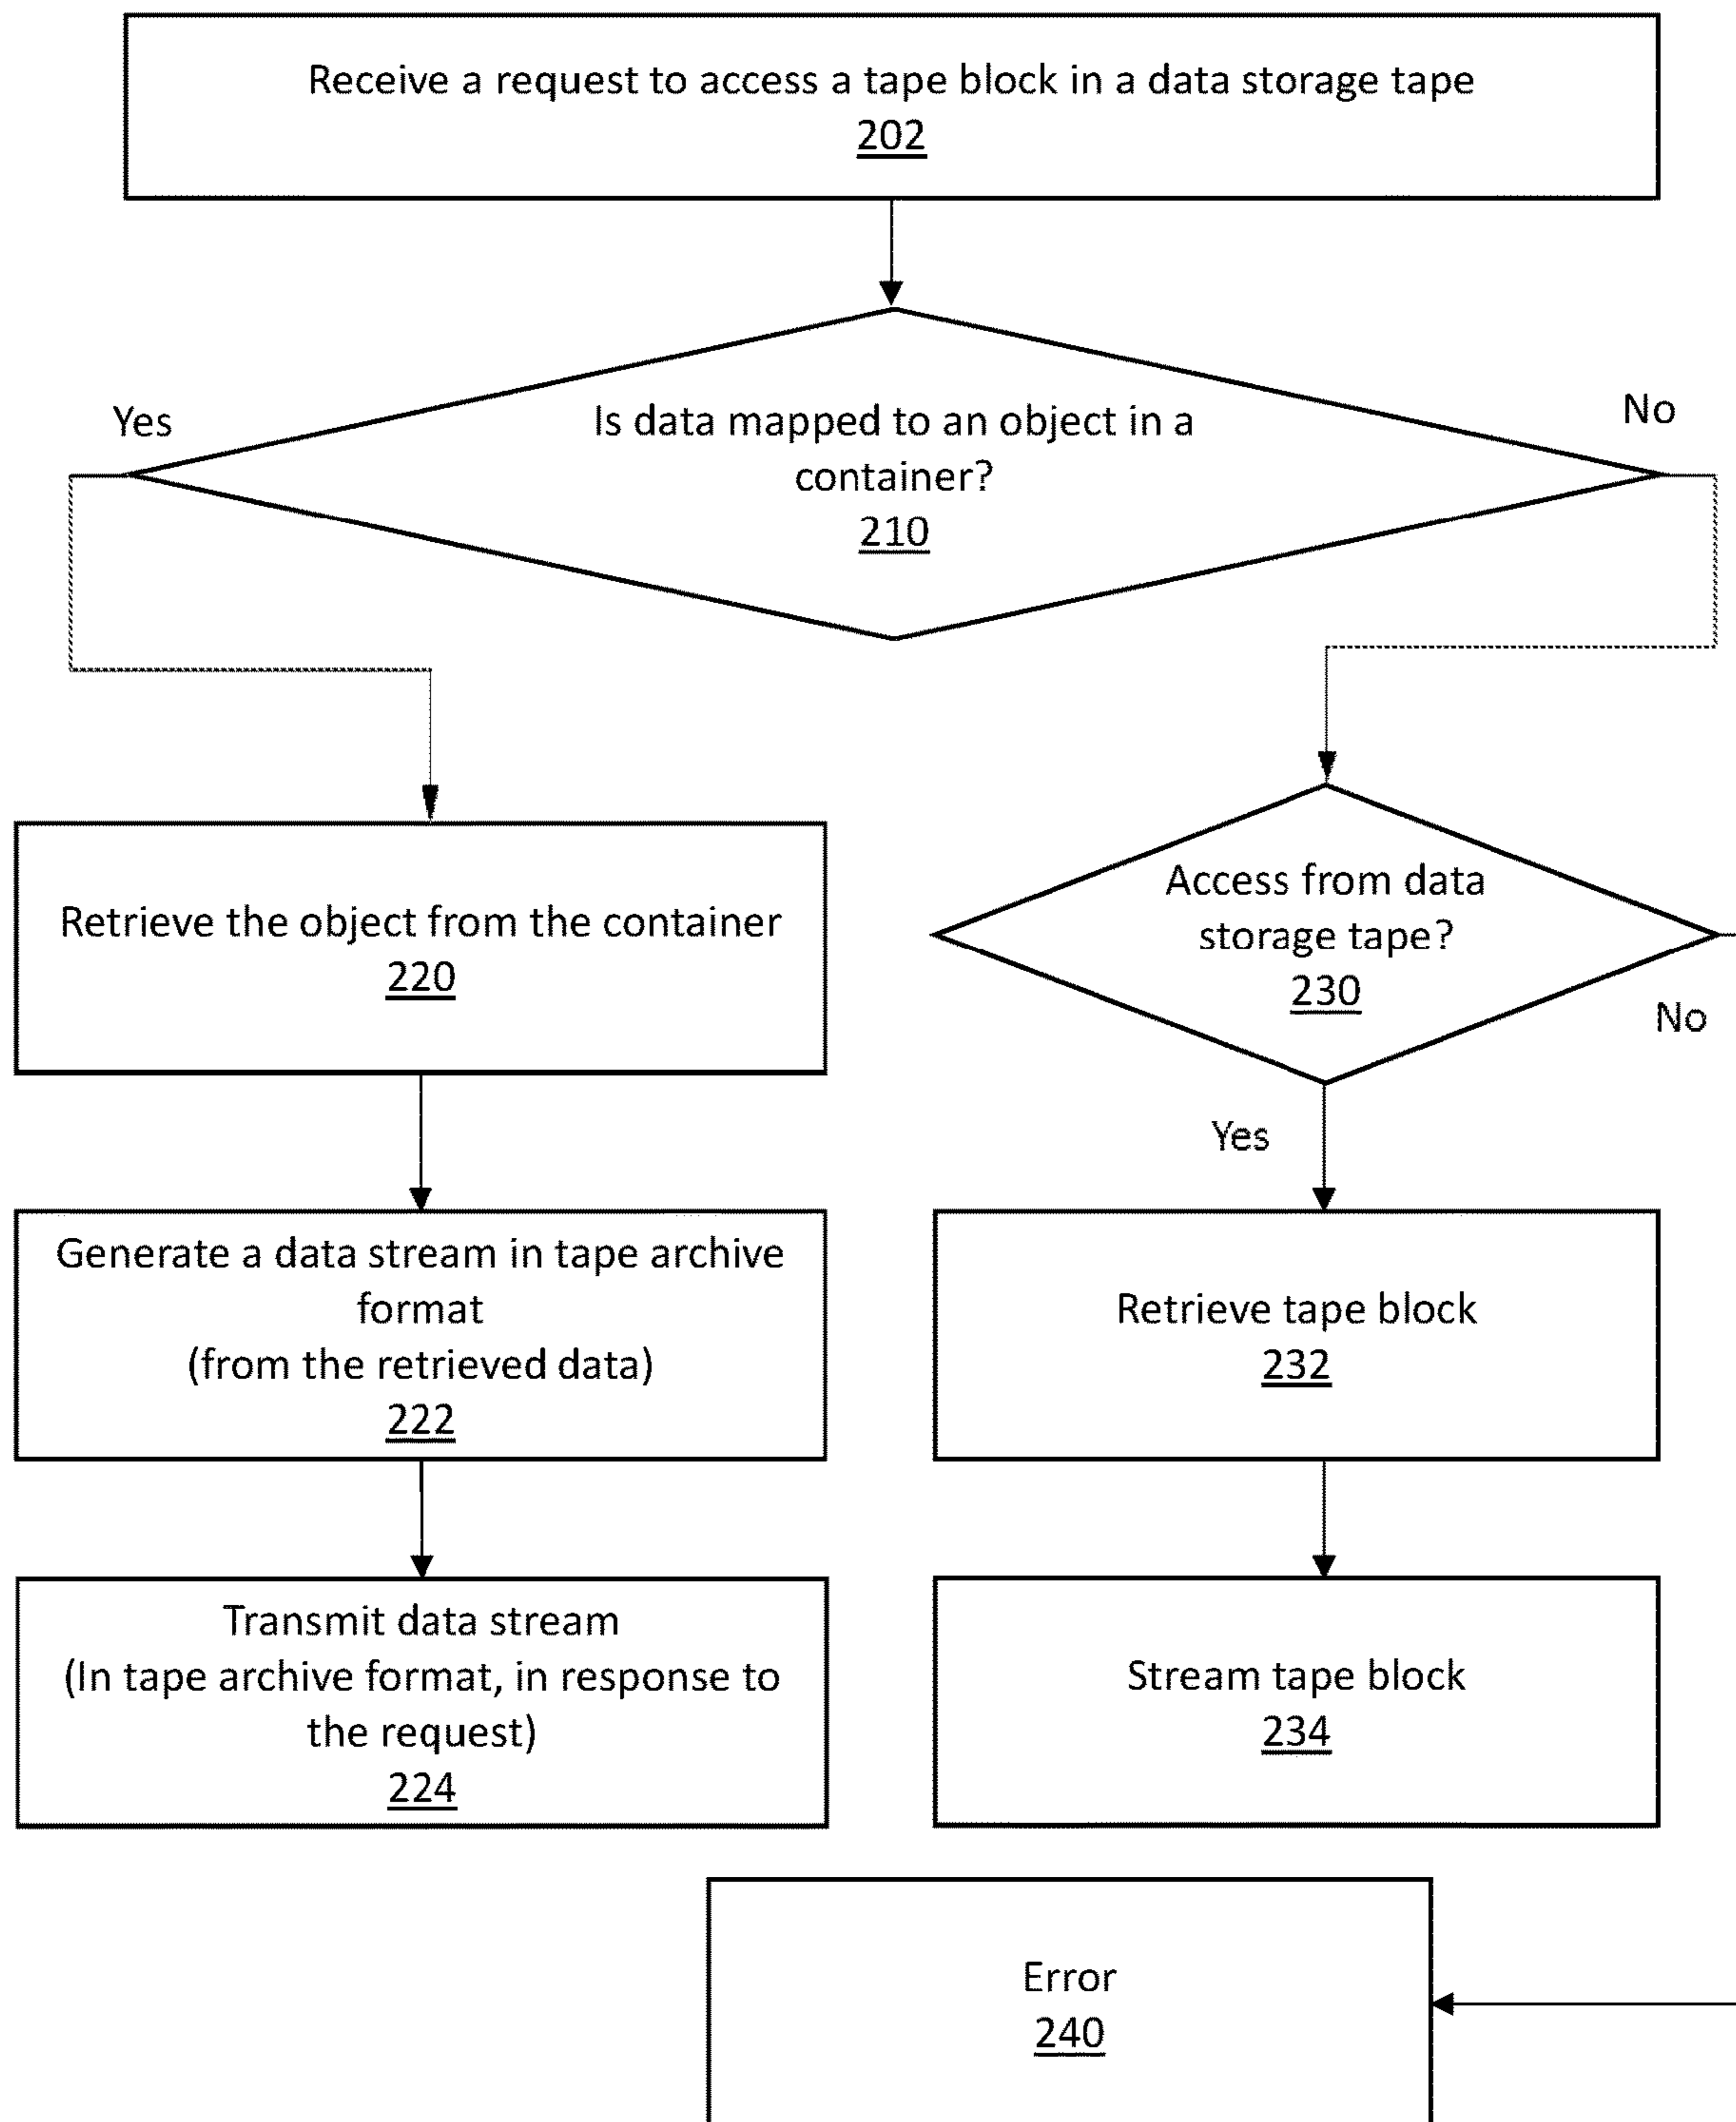 Receive a request to access a tape block in a data storage tape
202
Yes
Is data mapped to an object in a
container?
210
No
Retrieve the object from the container
220
Access from data
storage tape?
230
No
Yes
Generate a data stream in tape archive
format
(from the retrieved data)
222
Retrieve tape block
232
Transmit data stream
(In tape archive format, in response to
the request)
224
Stream tape block
234
Error
240